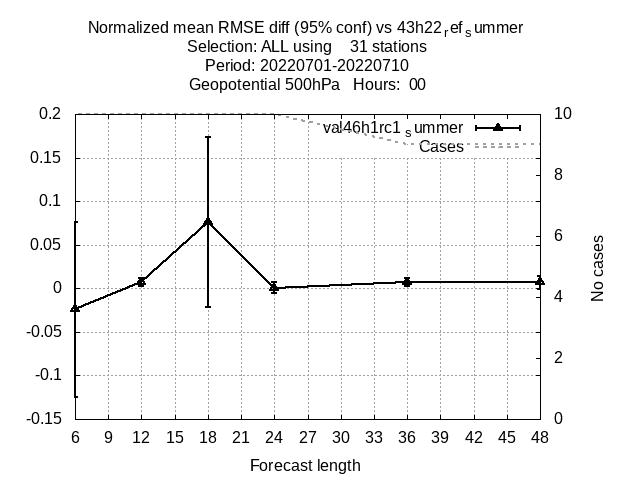 Normalized mean RMSE diff (95% conf) vs 43h22refsummer
Selection: ALL using    31 stations
Period: 20220701-20220710
Geopotential 500hPa   Hours:  00
val46h1rc1summer
Cases
0.2
0.15
0.1
0.05
0
-0.05
-0.1
-0.15
10
8
6
4
2
0
No cases
6 9 12 15 18 21 24 27 30 33 36 39 42 45 48
Forecast length